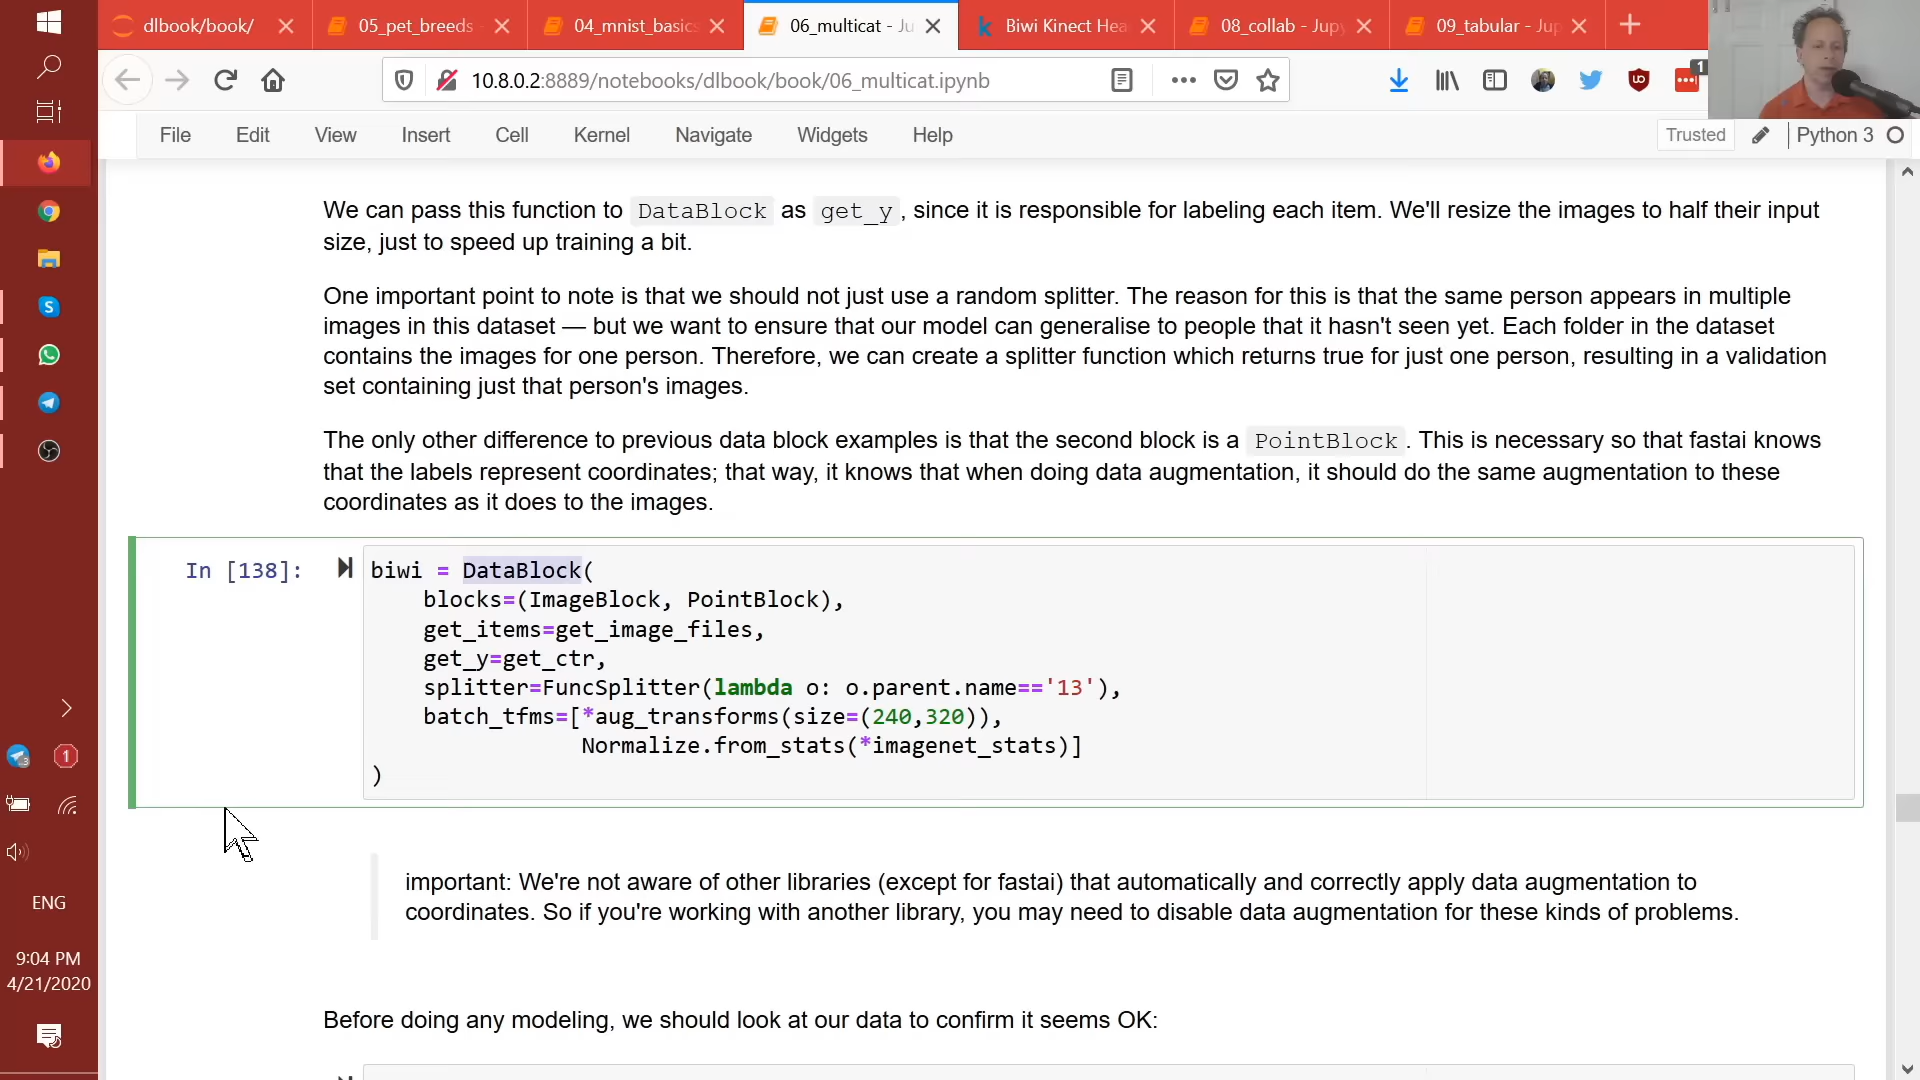 dlbook/book/
05_pet_breeds -
04_mnist_basics
06_multicat - Ju
Biwi Kinect Hea
08_collab - Jupy
09_tabular - Jup
10.8.0.2:8889/notebooks/dlbook/book/06_multicat.ipynb
1
File Edit View Insert Cell Kernel Navigate Widgets Help
Trusted
Python 3
We can pass this function to DataBlock as get_y, since it is responsible for labeling each item. We'll resize the images to half their input
size, just to speed up training a bit.
One important point to note is that we should not just use a random splitter. The reason for this is that the same person appears in multiple
images in this dataset — but we want to ensure that our model can generalise to people that it hasn't seen yet. Each folder in the dataset
contains the images for one person. Therefore, we can create a splitter function which returns true for just one person, resulting in a validation
set containing just that person's images.
The only other difference to previous data block examples is that the second block is a PointBlock. This is necessary so that fastai knows
that the labels represent coordinates; that way, it knows that when doing data augmentation, it should do the same augmentation to these
coordinates as it does to the images.
In [138]:
biwi = DataBlock(
blocks=(ImageBlock, PointBlock),
get_items=get_image_files,
get_y=get_ctr,
splitter=FuncSplitter(lambda o: o.parent.name=='13'),
batch_tfms=[*aug_transforms(size=(240,320)),
Normalize.from_stats(*imagenet_stats)]
)
important: We're not aware of other libraries (except for fastai) that automatically and correctly apply data augmentation to
coordinates. So if you're working with another library, you may need to disable data augmentation for these kinds of problems.
Before doing any modeling, we should look at our data to confirm it seems OK:
1
ENG
9:04 PM
4/21/2020